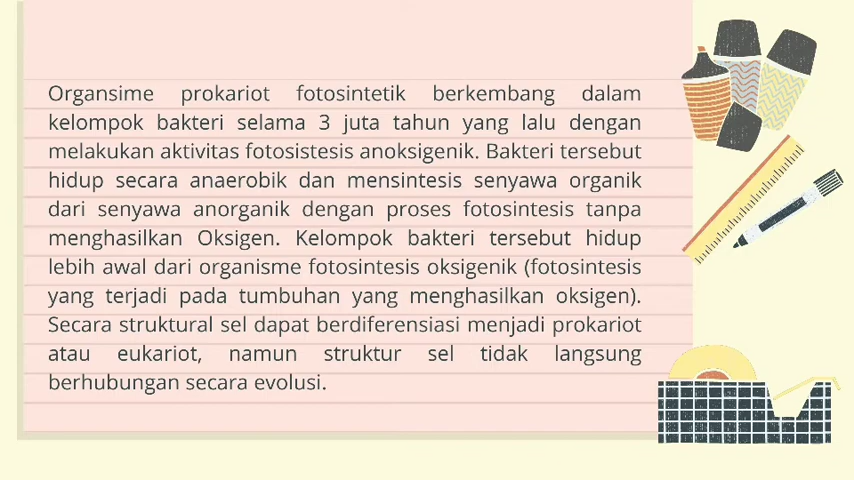 Organsime prokariot fotosintetik berkembang dalam
kelompok bakteri selama 3 juta tahun yang lalu dengan
melakukan aktivitas fotosistesis anoksigenik. Bakteri tersebut
hidup secara anaerobik dan mensintesis senyawa organik
dari senyawa anorganik dengan proses fotosintesis tanpa
menghasilkan Oksigen. Kelompok bakteri tersebut hidup
lebih awal dari organisme fotosintesis oksigenik (fotosintesis
yang terjadi pada tumbuhan yang menghasilkan oksigen).
Secara struktural sel dapat berdiferensiasi menjadi prokariot
atau eukariot, namun struktur sel tidak langsung
berhubungan secara evolusi.